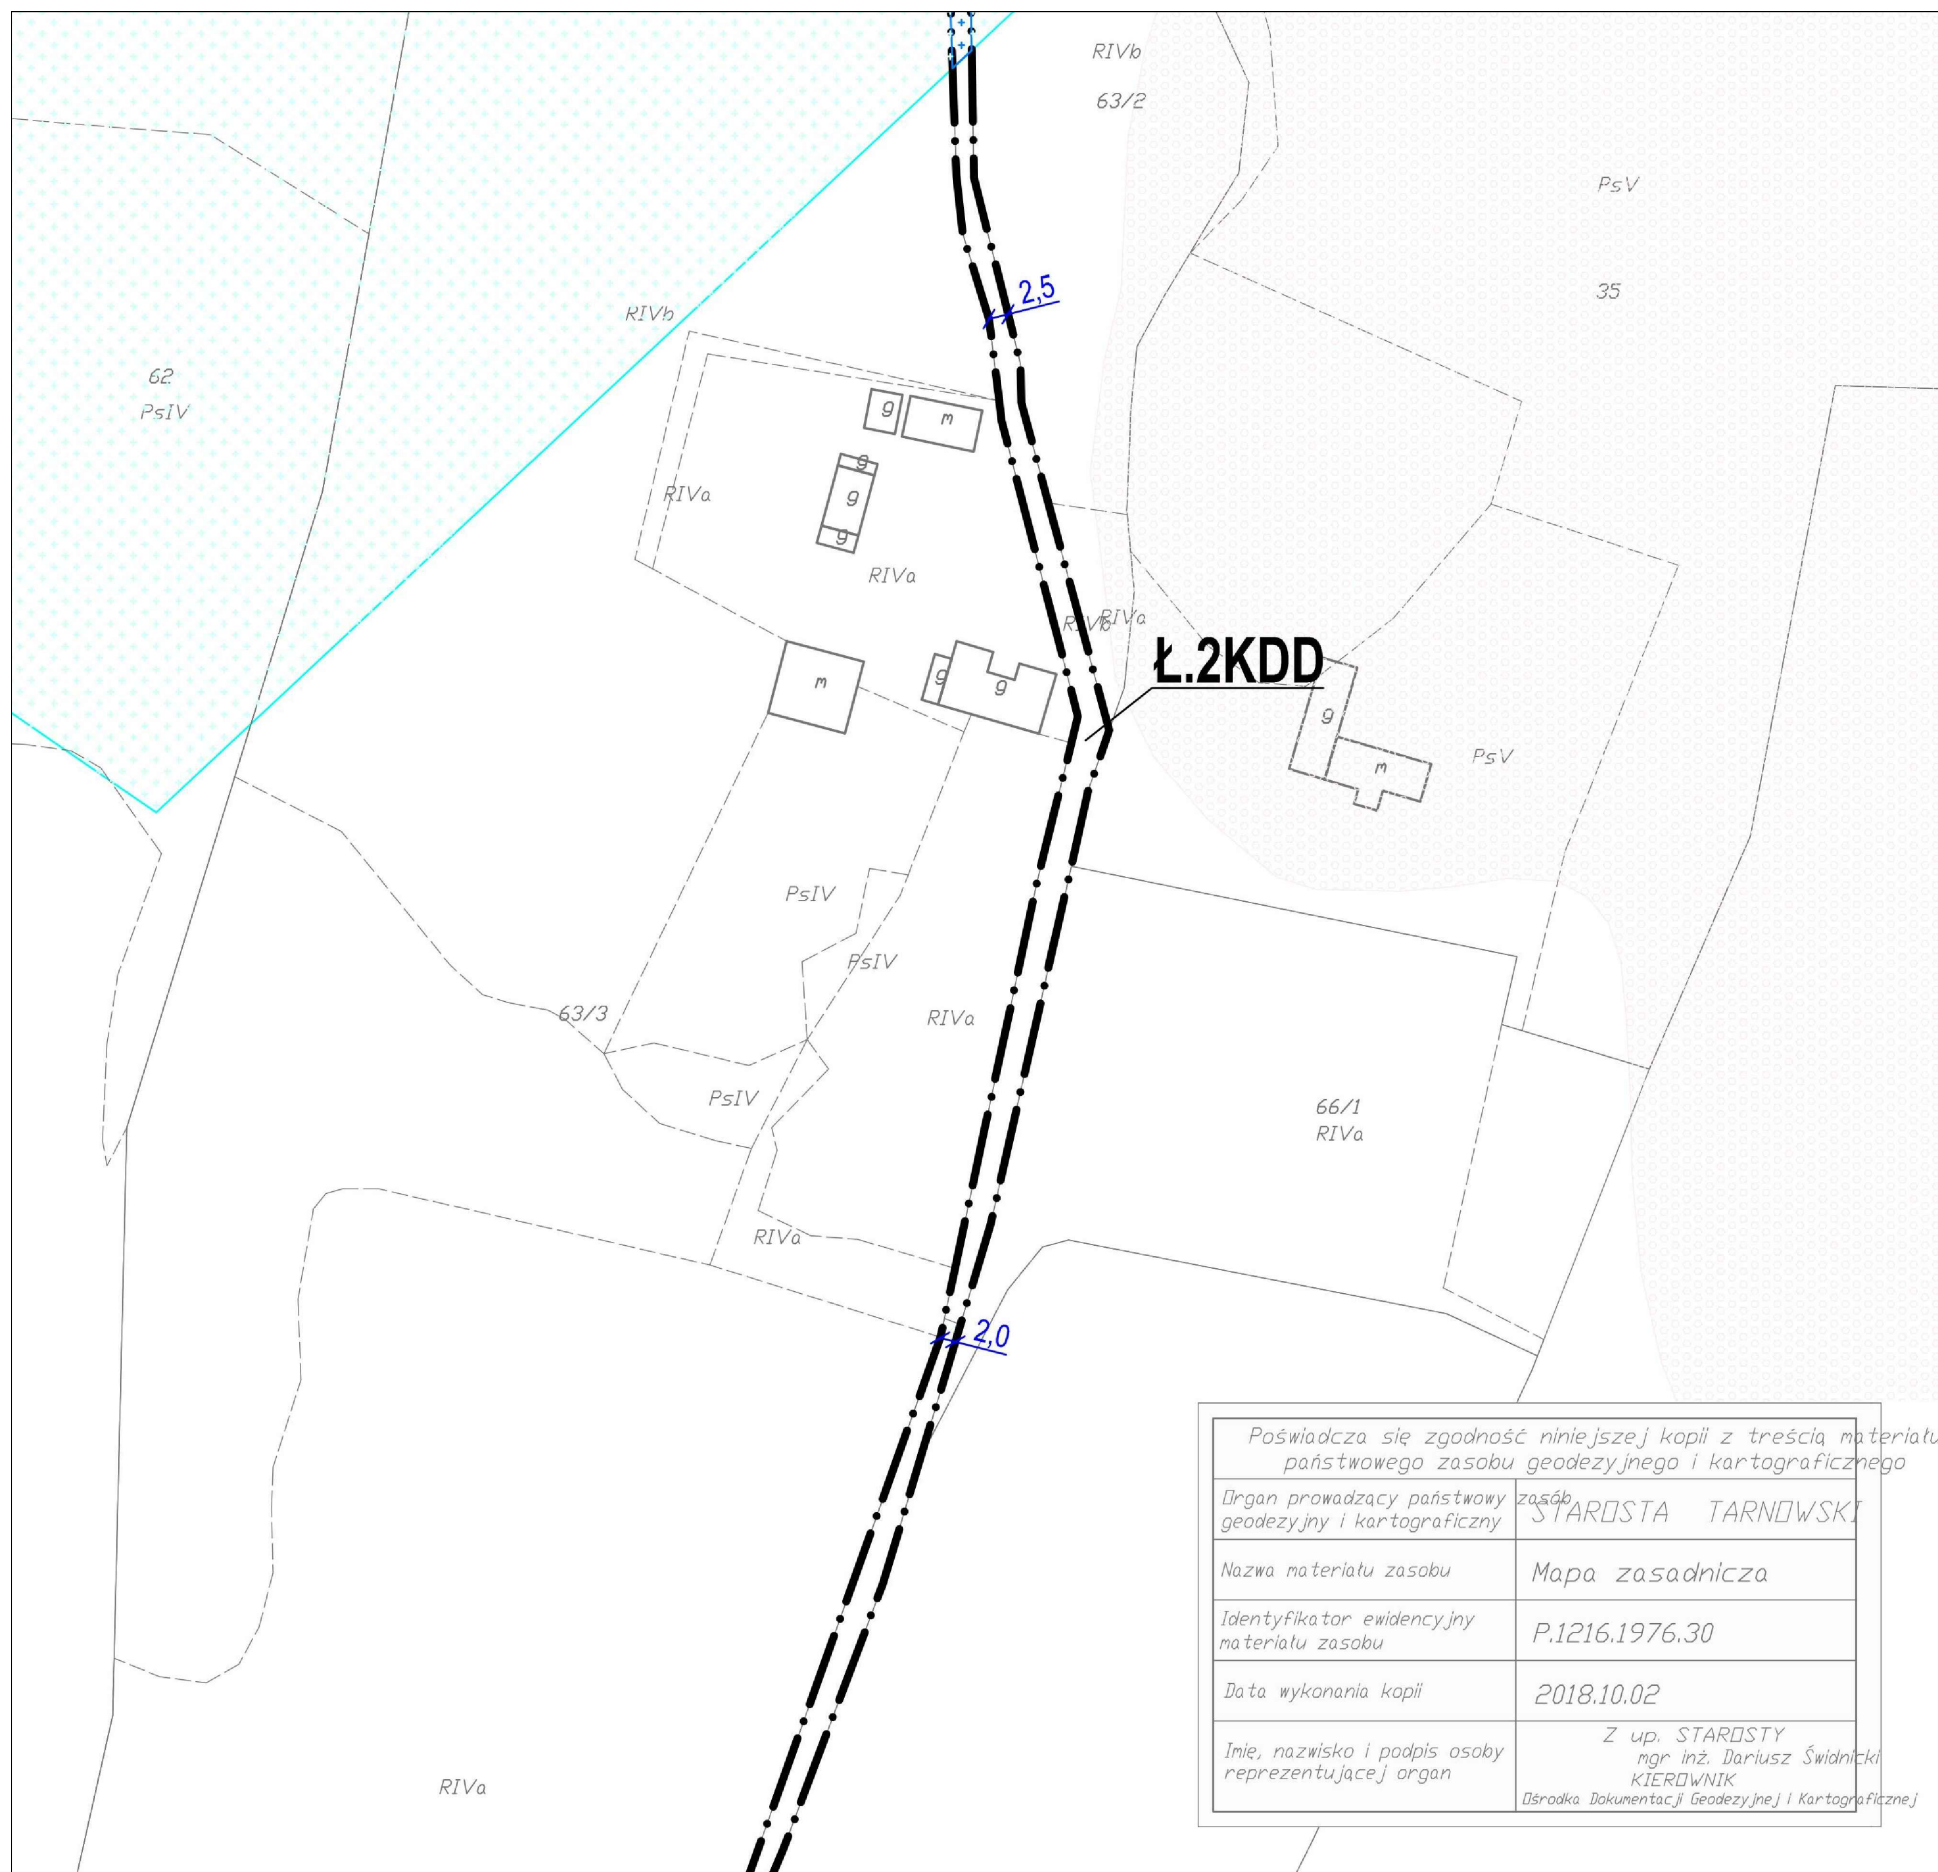 RIVb
63/2
PsV
35
2,5
RIVb
62
PsIV
g
m
g
g
g
RIVa
RIVa
RIVb
RIVa
Ł.2KDD
m
g
g
g
m
PsV
PsIV
PsIV
63/3
RIVa
PsIV
66/1
RIVa
RIVa
2,0
RIVa
Poświadcza się zgodność niniejszej kopii z treścią materiału
państwowego zasobu geodezyjnego i kartograficznego
Organ prowadzący państwowy zasób
geodezyjny i kartograficzny
STAROSTA TARNOWSKI
Nazwa materiału zasobu
Mapa zasadnicza
Identyfikator ewidencyjny
materiału zasobu
P.1216.1976.30
Data wykonania kopii
2018.10.02
Imię, nazwisko i podpis osoby
reprezentującej organ
Z up. STAROSTY
mgr inż. Dariusz Świdnicki
KIEROWNIK
Ośrodka Dokumentacji Geodezyjnej i Kartograficznej